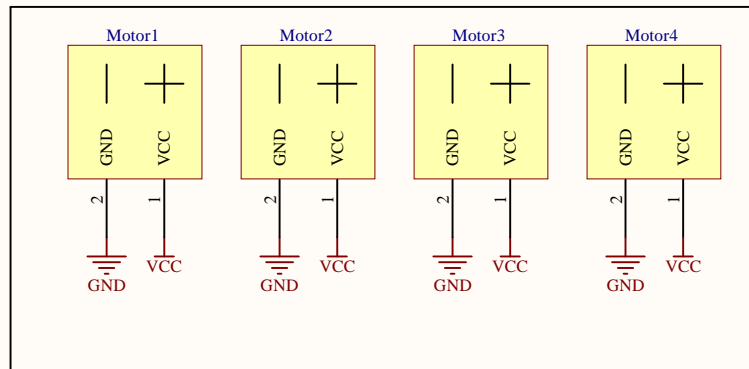 Motor1 Motor2 Motor3 Motor4
GND VCC GND VCC GND VCC GND VCC
2 1 2 1 2 1 2 1
VCC VCC VCC VCC
GND GND GND GND